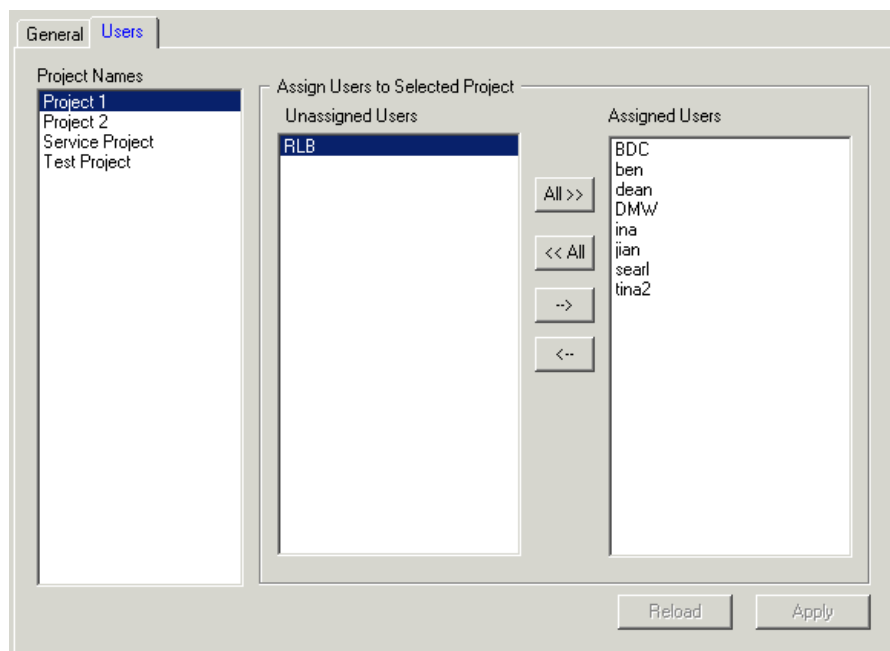 General Users
Project Names
Project 1
Project 2
Service Project
Test Project
Assign Users to Selected Project
Unassigned Users
RLB
All >>
<< All
-->
<--
Assigned Users
BDC
ben
dean
DMW
ina
jian
searl
tina2
Reload Apply